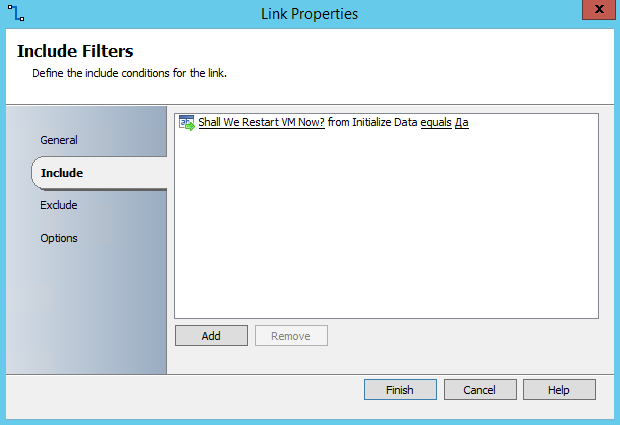 Link Properties
Include Filters
Define the include conditions for the link.
General
Include
Exclude
Options
Shall We Restart VM Now? from Initialize Data equals Да
Add
Remove
Finish
Cancel
Help